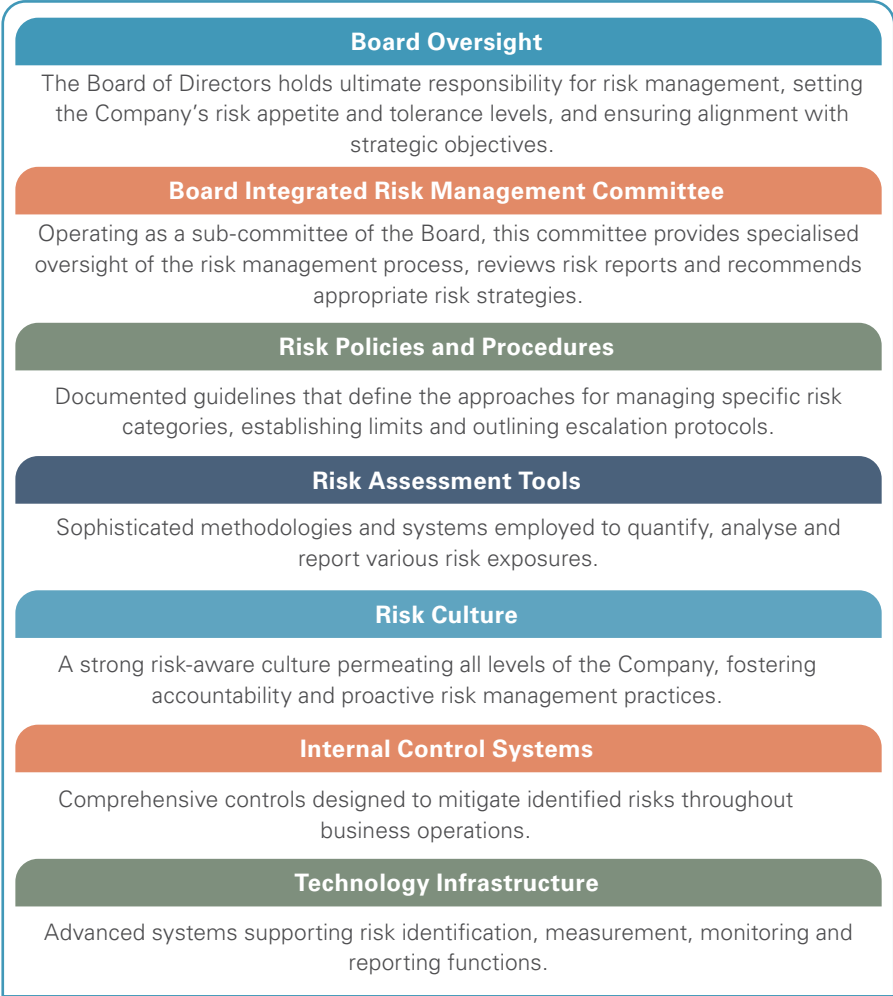 Board Oversight
The Board of Directors holds ultimate responsibility for risk management, setting
the Company's risk appetite and tolerance levels, and ensuring alignment with
strategic objectives.
Board Integrated Risk Management Committee
Operating as a sub-committee of the Board, this committee provides specialised
oversight of the risk management process, reviews risk reports and recommends
appropriate risk strategies.
Risk Policies and Procedures
Documented guidelines that define the approaches for managing specific risk
categories, establishing limits and outlining escalation protocols.
Risk Assessment Tools
Sophisticated methodologies and systems employed to quantify, analyse and
report various risk exposures.
Risk Culture
A strong risk-aware culture permeating all levels of the Company, fostering
accountability and proactive risk management practices.
Internal Control Systems
Comprehensive controls designed to mitigate identified risks throughout
business operations.
Technology Infrastructure
Advanced systems supporting risk identification, measurement, monitoring and
reporting functions.